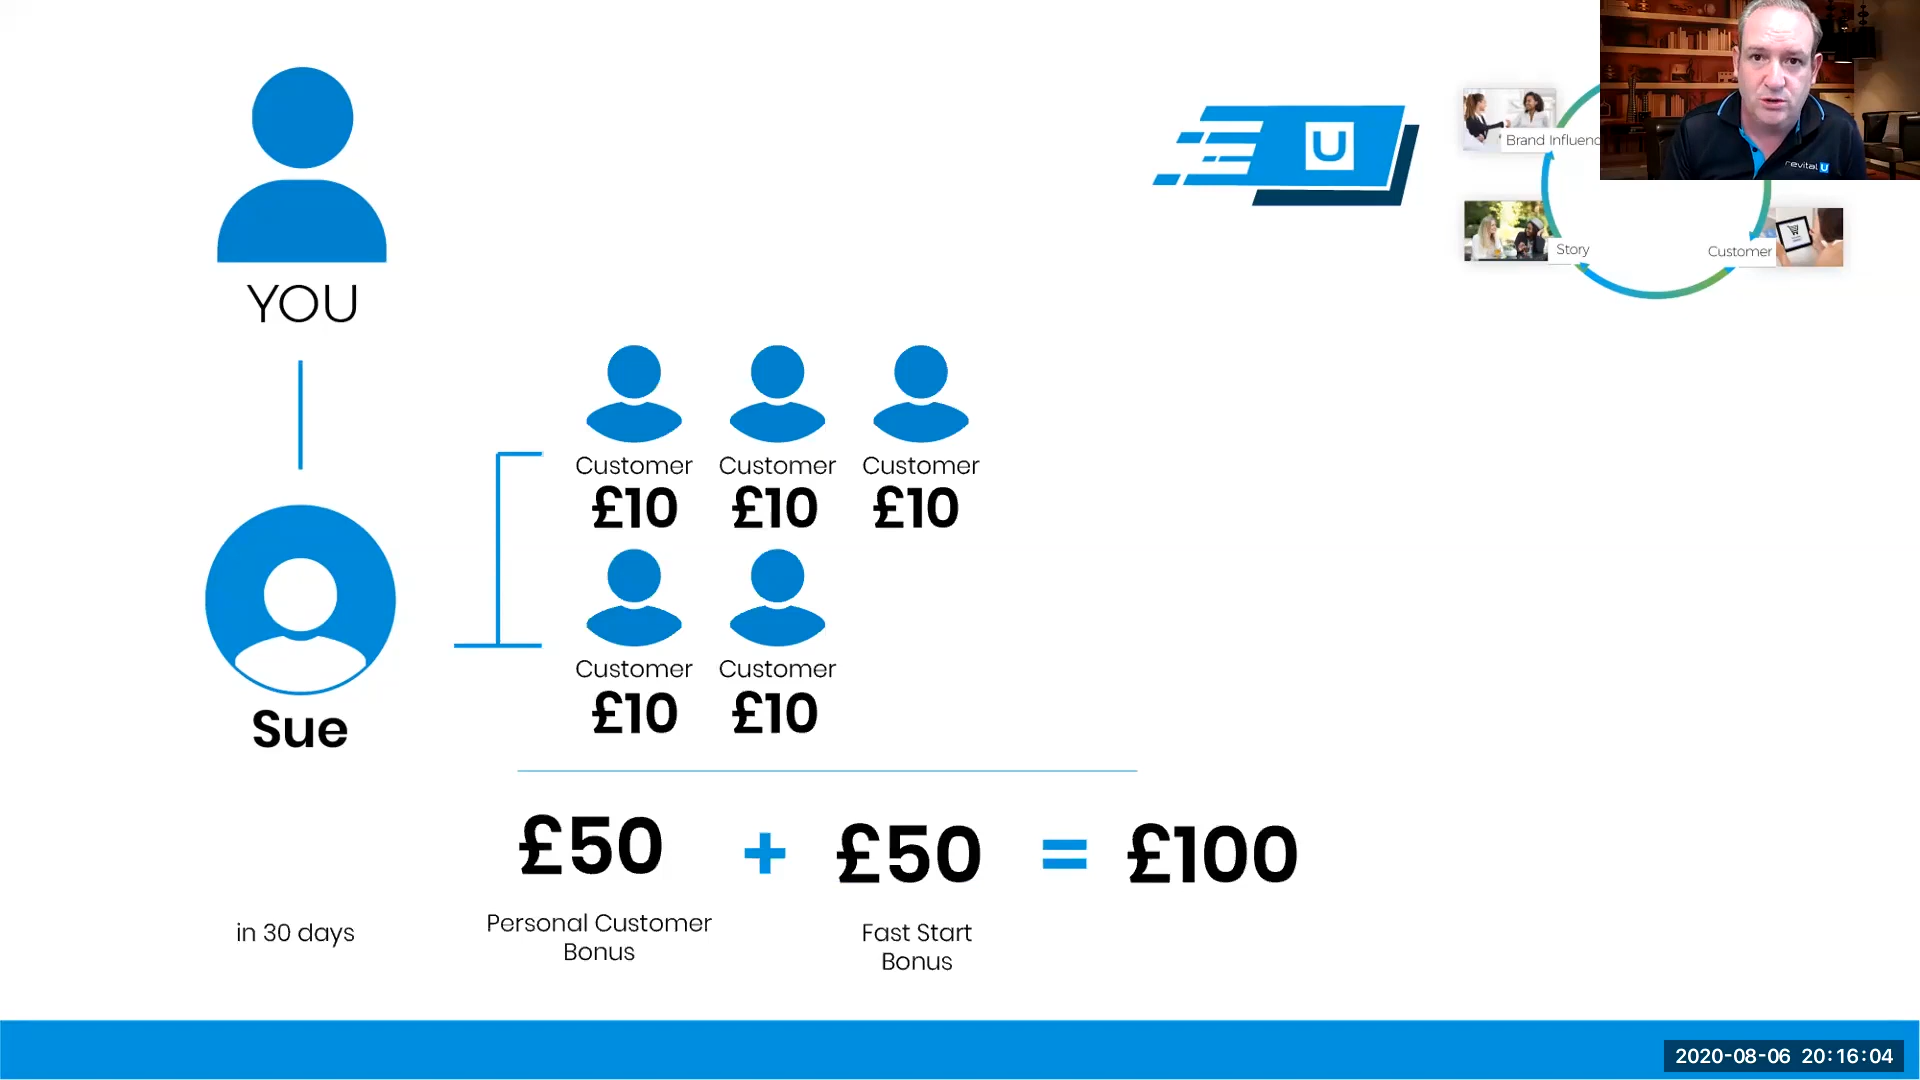 U
Brand Influenc
revital U
Story
Customer
YOU
Customer Customer Customer
£10 £10 £10
Customer Customer
£10 £10
Sue
£50 + £50 = £100
in 30 days
Personal Customer
Bonus
Fast Start
Bonus
2020-08-06 20:16:04